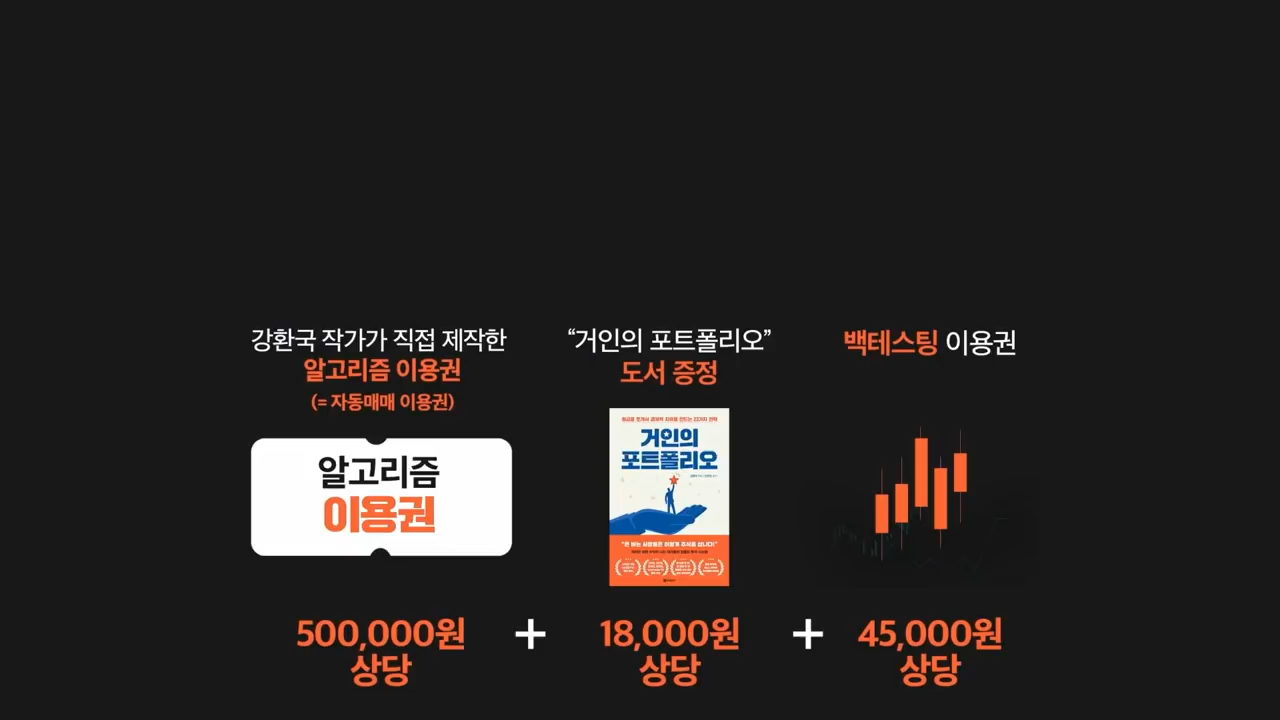 강환국 작가가 직접 제작한
알고리즘 이용권
(= 자동매매 이용권)
“거인의 포트폴리오”
도서 증정
백테스팅 이용권
알고리즘
이용권
거인의
포트폴리오
500,000원
상당
+
18,000원
상당
+
45,000원
상당